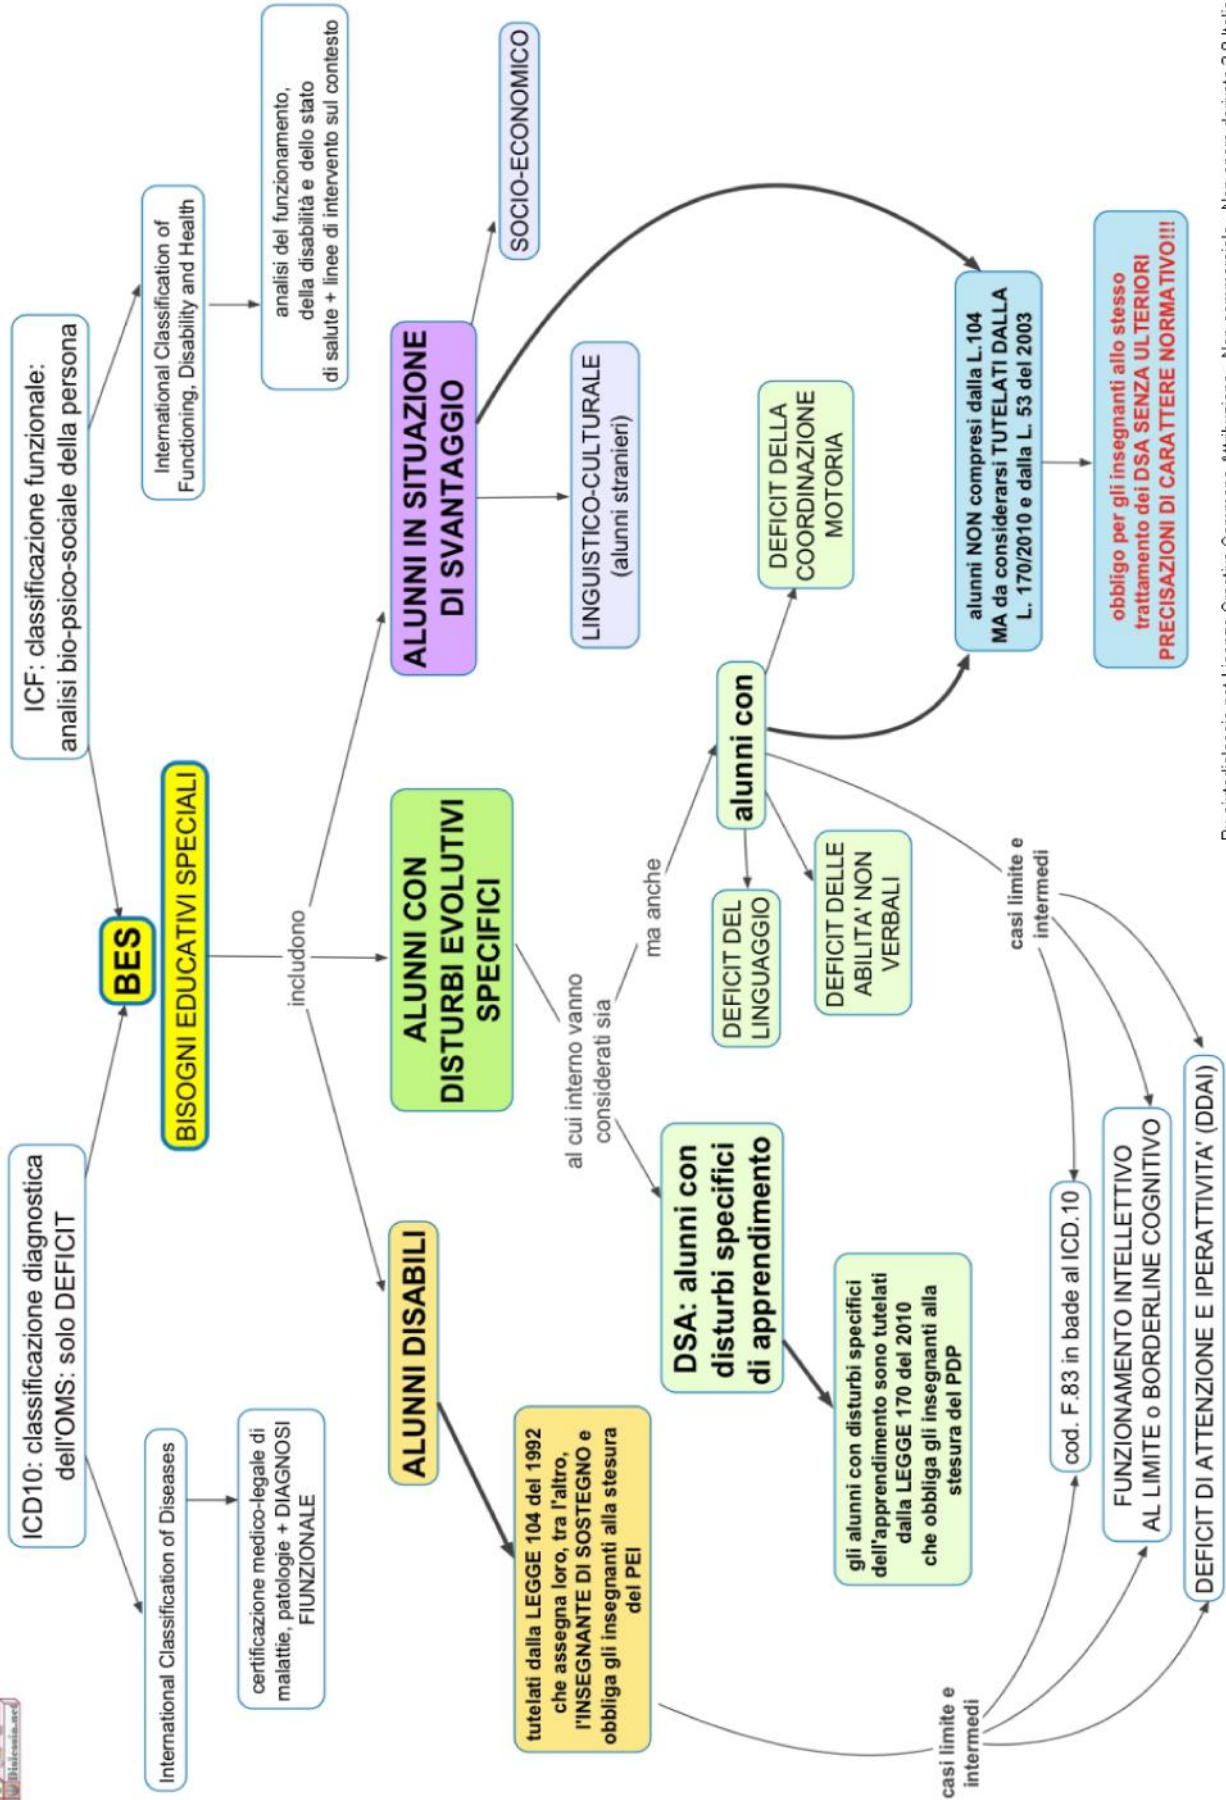 Dislessia.net
ICD10: classificazione diagnostica
dell'OMS: solo DEFICIT
ICF: classificazione funzionale:
analisi bio-psico-sociale della persona
BES
BISOGNI EDUCATIVI SPECIALI
International Classification of Diseases
certificazione medico-legale di
malattie, patologie + DIAGNOSI
FIUNZIONALE
International Classification of
Functioning, Disability and Health
analisi del funzionamento,
della disabilità e dello stato
di salute + linee di intervento sul contesto
includono
ALUNNI DISABILI
ALUNNI CON
DISTURBI EVOLUTIVI
SPECIFICI
ALUNNI IN SITUAZIONE
DI SVANTAGGIO
SOCIO-ECONOMICO
LINGUISTICO-CULTURALE
(alunni stranieri)
tutelati dalla LEGGE 104 del 1992
che assegna loro, tra l'altro,
l'INSEGNANTE DI SOSTEGNO e
obbliga gli insegnanti alla stesura
del PEI
al cui interno vanno
considerati sia
ma anche
DSA: alunni con
disturbi specifici
di apprendimento
alunni con
DEFICIT DEL
LINGUAGGIO
DEFICIT DELLE
ABILITA' NON
VERBALI
DEFICIT DELLA
COORDINAZIONE
MOTORIA
gli alunni con disturbi specifici
dell'apprendimento sono tutelati
dalla LEGGE 170 del 2010
che obbliga gli insegnanti alla
stesura del PDP
alunni NON compresi dalla L.104
MA da considerarsi TUTELATI DALLA
L. 170/2010 e dalla L. 53 del 2003
obbligo per gli insegnanti allo stesso
trattamento dei DSA SENZA ULTERIORI
PRECISAZIONI DI CARATTERE NORMATIVO!!!
casi limite e
intermedi
casi limite e
intermedi
cod. F.83 in bade al ICD.10
FUNZIONAMENTO INTELLETTIVO
AL LIMITE o BORDERLINE COGNITIVO
DEFICIT DI ATTENZIONE E IPERATTIVITA' (DDAI)